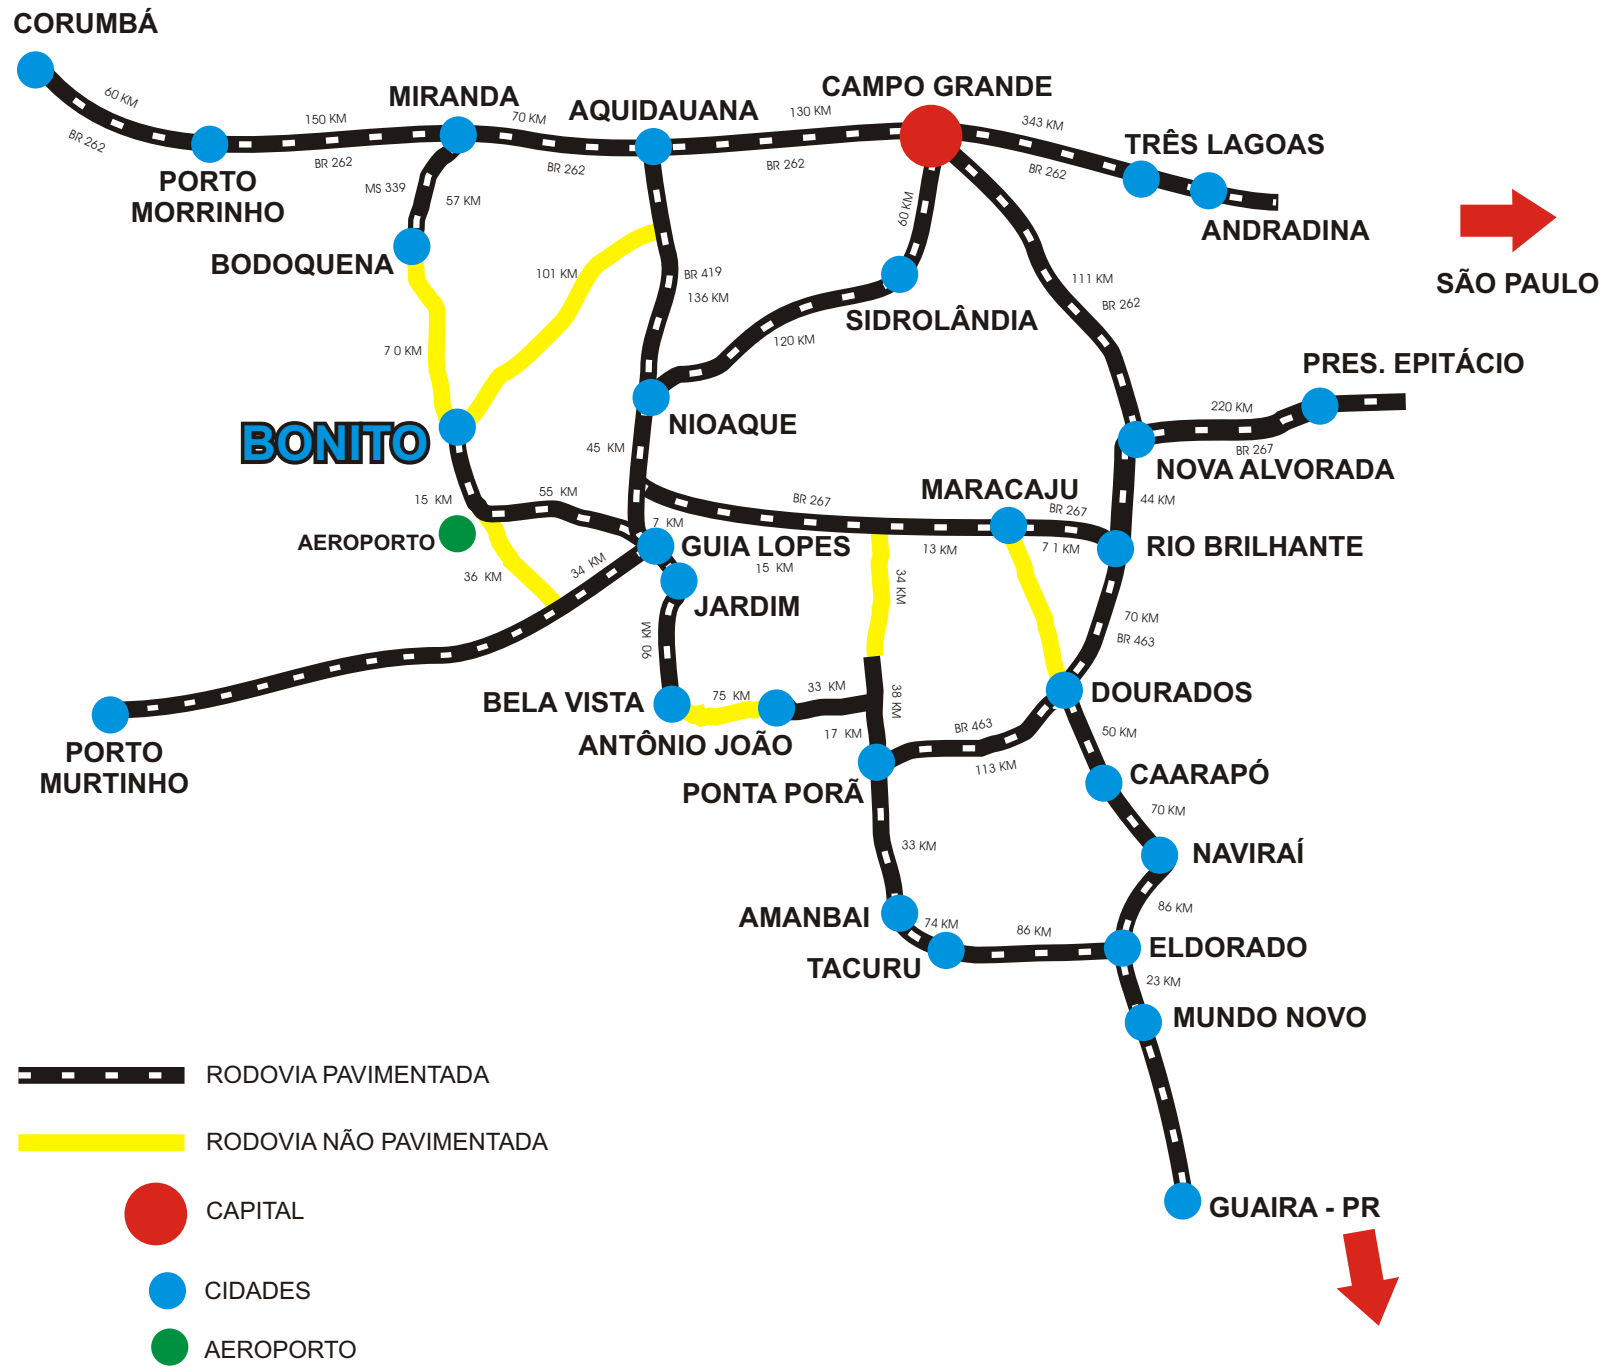 CORUMBÁ
60 KM
BR 262
PORTO
MORRINHO
150 KM
BR 262
MIRANDA
70 KM
BR 262
AQUIDAUANA
130 KM
BR 262
CAMPO GRANDE
343 KM
BR 262
TRÊS LAGOAS
ANDRADINA
SÃO PAULO
MS 339
57 KM
BODOQUENA
101 KM
BR 419
136 KM
60 KM
SIDROLÂNDIA
120 KM
111 KM
BR 262
PRES. EPITÁCIO
220 KM
BR 267
NOVA ALVORADA
7 0 KM
BONITO
NIOAQUE
45 KM
44 KM
15 KM
55 KM
BR 267
MARACAJU
BR 267
AEROPORTO
7 KM
GUIA LOPES
15 KM
13 KM
7 1 KM
RIO BRILHANTE
36 KM
34 KM
34 KM
JARDIM
70 KM
BR 463
90 KM
BELA VISTA
75 KM
33 KM
38 KM
DOURADOS
ANTÔNIO JOÃO
17 KM
BR 463
113 KM
50 KM
PORTO
MURTINHO
PONTA PORÃ
CAARAPÓ
70 KM
33 KM
NAVIRAÍ
AMANBAI
74 KM
86 KM
86 KM
TACURU
ELDORADO
23 KM
MUNDO NOVO
GUAIRA - PR
RODOVIA PAVIMENTADA
RODOVIA NÃO PAVIMENTADA
CAPITAL
CIDADES
AEROPORTO